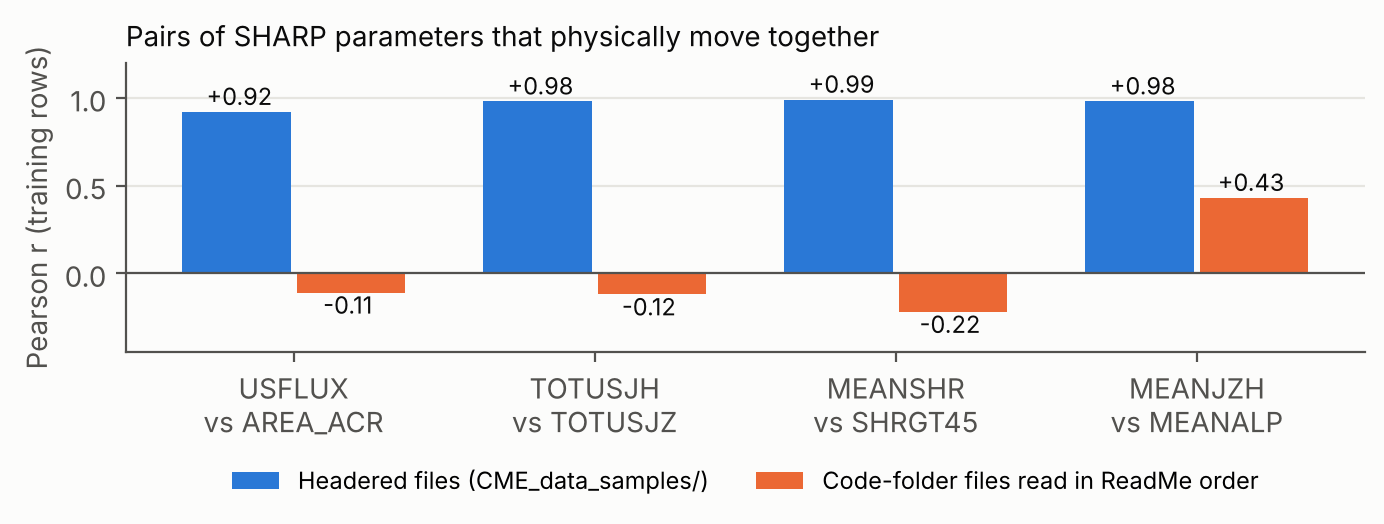 Pairs of SHARP parameters that physically move together
Pearson r (training rows)
1.0
0.5
0.0
+0.92
-0.11
+0.98
-0.12
+0.99
-0.22
+0.98
+0.43
USFLUX
vs AREA_ACR
TOTUSJH
vs TOTUSJZ
MEANSHR
vs SHRGT45
MEANJZH
vs MEANALP
Headered files (CME_data_samples/)
Code-folder files read in ReadMe order